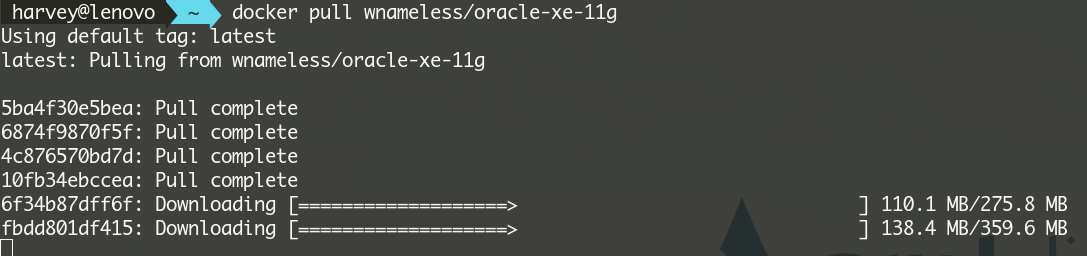 harvey@lenovo ~ docker pull wnameless/oracle-xe-11g
Using default tag: latest
latest: Pulling from wnameless/oracle-xe-11g
5ba4f30e5bea: Pull complete
6874f9870f5f: Pull complete
4c876570bd7d: Pull complete
10fb34ebccea: Pull complete
6f34b87dff6f: Downloading [===================> ] 110.1 MB/275.8 MB
fbdd801df415: Downloading [===================> ] 138.4 MB/359.6 MB